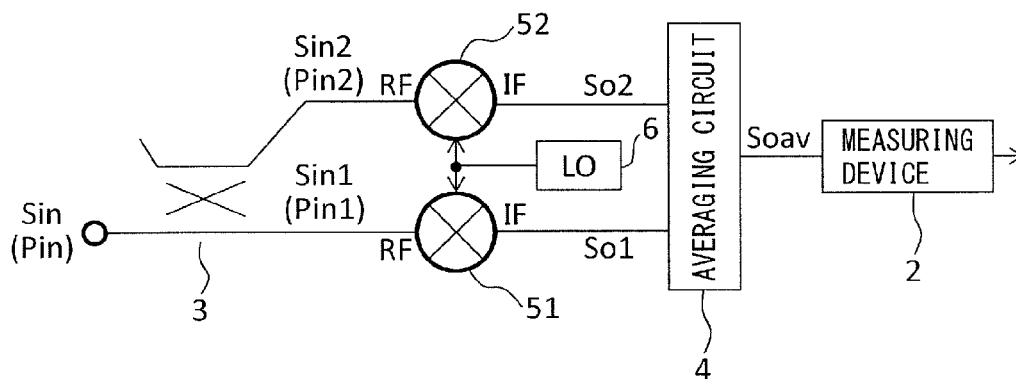 52
Sin2
(Pin2)
RF
IF
So2
6
LO
AVERAGING CIRCUIT
Soav
MEASURING
DEVICE
2
Sin
(Pin)
Sin1
(Pin1)
RF
IF
So1
3
51
4